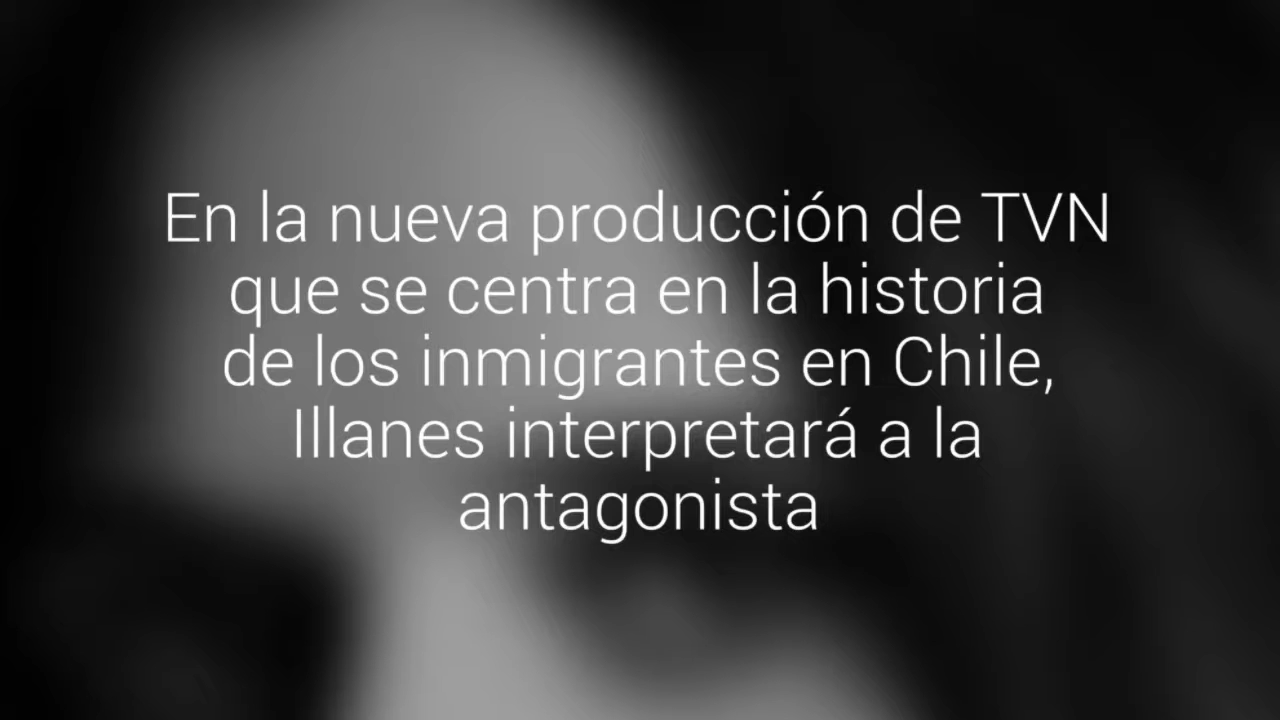 En la nueva producción de TVN
que se centra en la historia
de los inmigrantes en Chile,
Illanes interpretará a la
antagonista